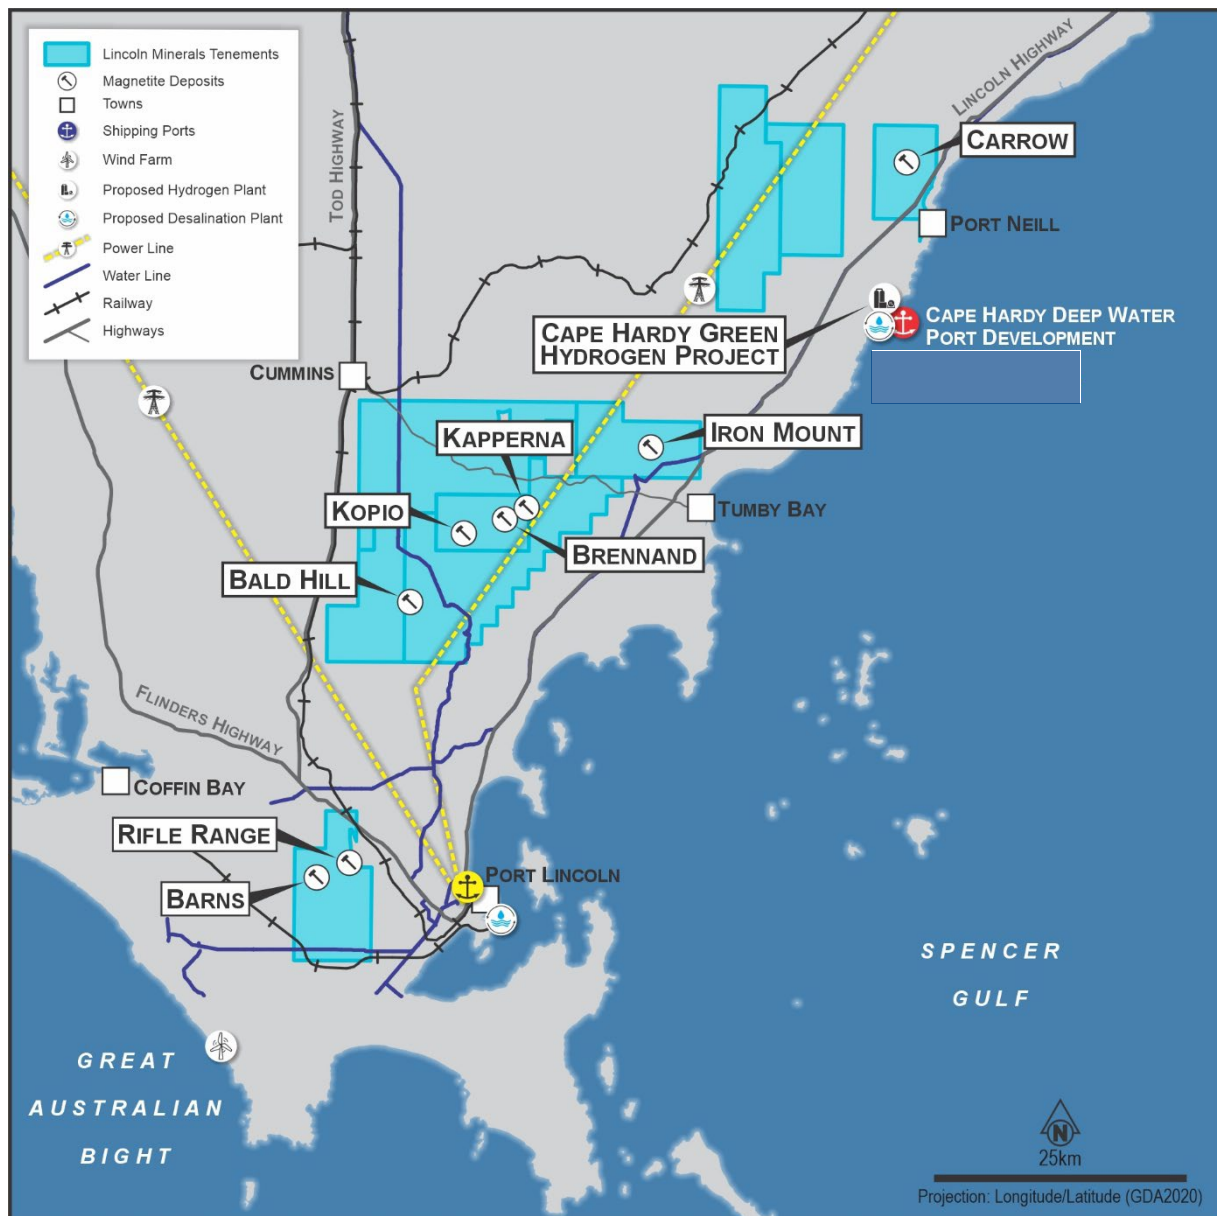 Lincoln Minerals Tenements
Magnetite Deposits
Towns
Shipping Ports
Wind Farm
Proposed Hydrogen Plant
Proposed Desalination Plant
Power Line
Water Line
Railway
Highways
TOD HIGHWAY
LINCOLN HIGHWAY
CARROW
PORT NEILL
CAPE HARDY GREEN
HYDROGEN PROJECT
CAPE HARDY DEEP WATER
PORT DEVELOPMENT
CUMMINS
KAPPERNA
IRON MOUNT
KOPIO
TUMBY BAY
BRENNAND
BALD HILL
FLINDERS HIGHWAY
COFFIN BAY
RIFLE RANGE
BARNS
PORT LINCOLN
SPENCER
GULF
GREAT
AUSTRALIAN
BIGHT
N
25km
Projection: Longitude/Latitude (GDA2020)